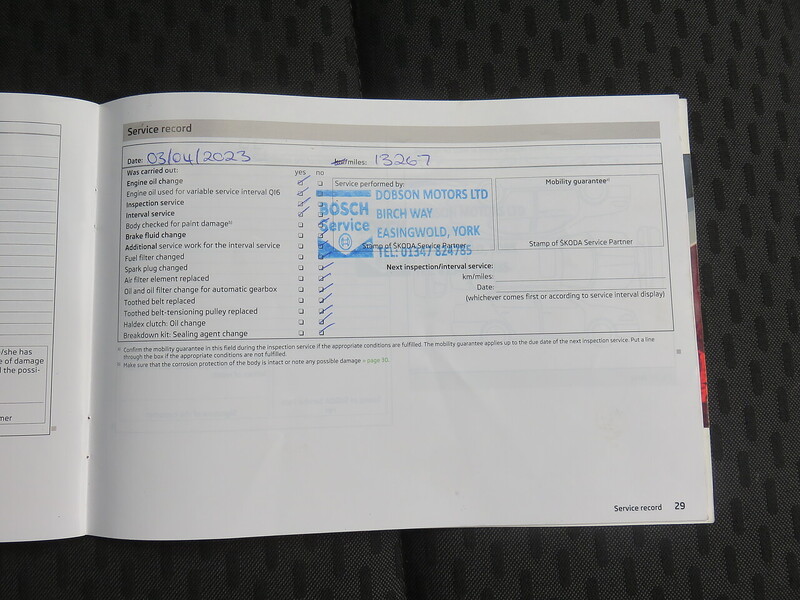 Service record
Date: 03/04/2023 km/miles: 13267
Was carried out: yes no
Engine oil change
Engine oil used for variable service interval QI6
Inspection service
Interval service
Body checked for paint damage b)
Brake fluid change
Additional service work for the interval service
Fuel filter changed
Spark plug changed
Air filter element replaced
Oil and oil filter change for automatic gearbox
Toothed belt replaced
Toothed belt-tensioning pulley replaced
Haldex clutch: Oil change
Breakdown kit: Sealing agent change
Service performed by:
BOSCH
Service
DOBSON MOTORS LTD
BIRCH WAY
EASINGWOLD, YORK
TEL: 01347 824785
Stamp of ŠKODA Service Partner
Mobility guarantee a)
Stamp of ŠKODA Service Partner
Next inspection/interval service:
km/miles:
Date:
(whichever comes first or according to service interval display)
a) Confirm the mobility guarantee in this field during the inspection service if the appropriate conditions are fulfilled. The mobility guarantee applies up to the due date of the next inspection service. Put a line
through the box if the appropriate conditions are not fulfilled.
b) Make sure that the corrosion protection of the body is intact or note any possible damage » page 30.
/she has
e of damage
l the possi-
mer
Service record 29